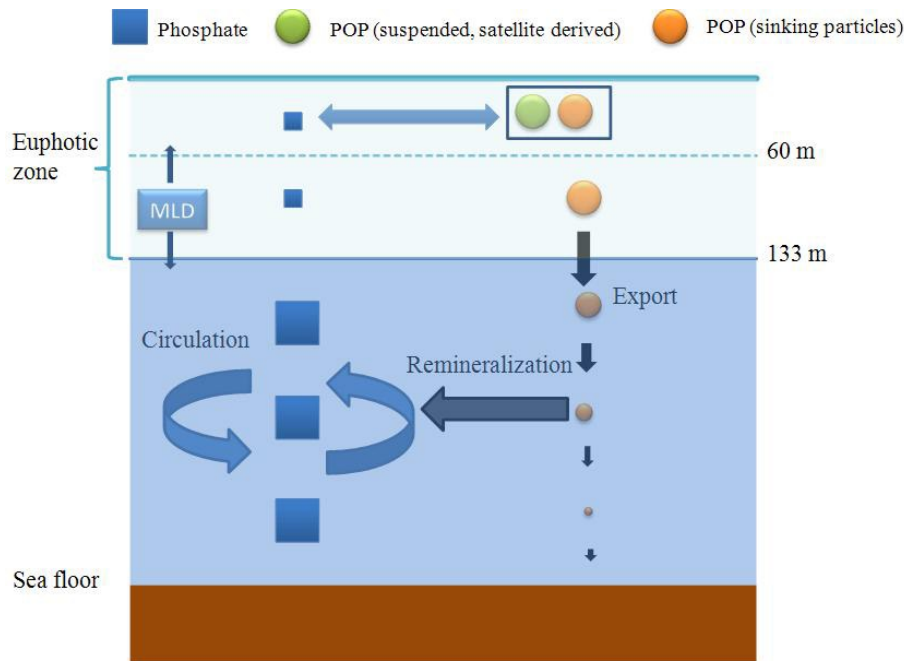 Phosphate
POP (suspended, satellite derived)
POP (sinking particles)
Euphotic
zone
60 m
MLD
133 m
Export
Circulation
Remineralization
Sea floor